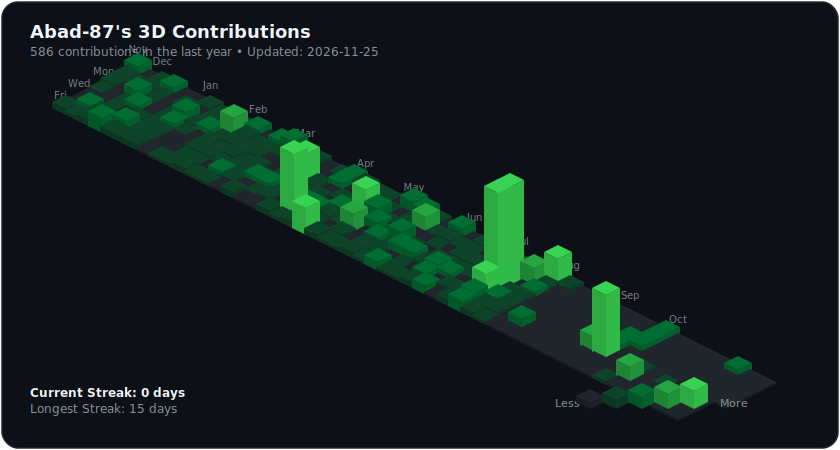 Abad-87's 3D Contributions
586 contributions in the last year • Updated: 2026-11-25
Nov
Dec
Mon
Wed
Jan
Fri
Feb
Mar
Apr
May
Jun
Sep
Oct
Current Streak: 0 days
Longest Streak: 15 days
Less
More